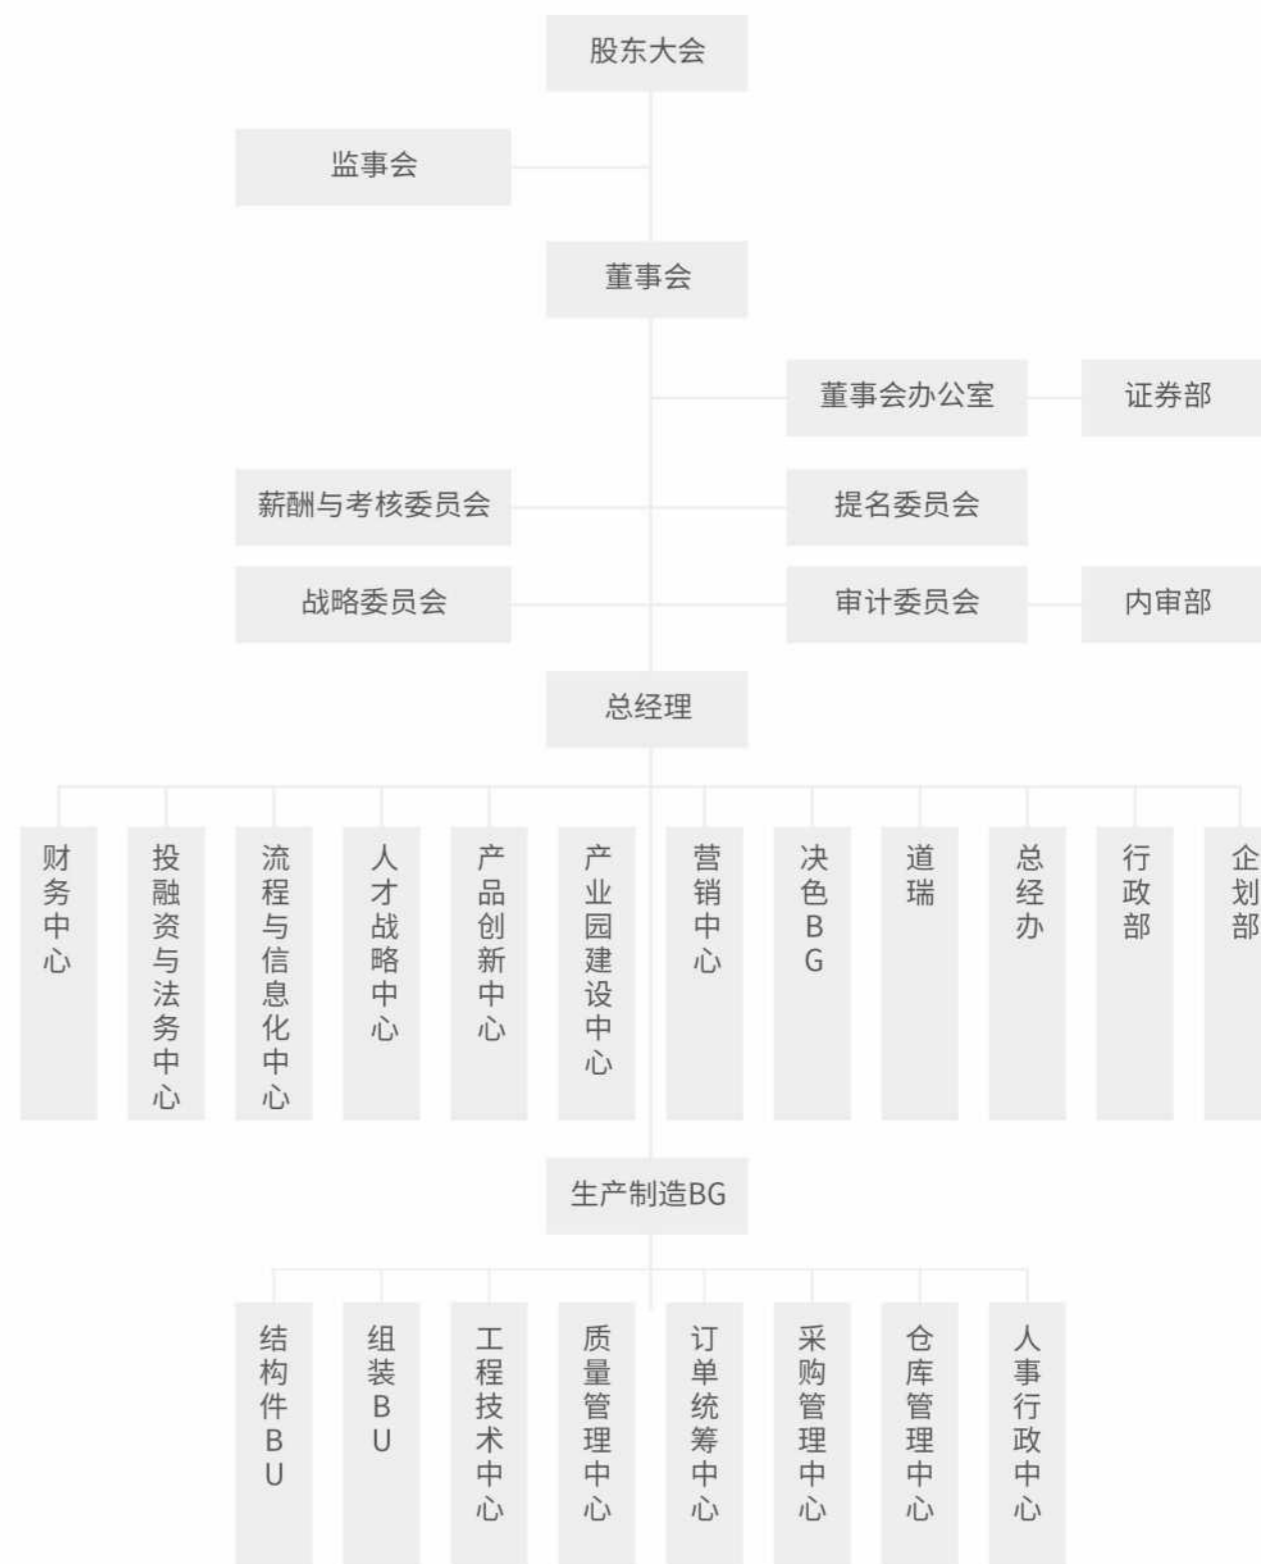 股东大会
监事会
董事会
董事会办公室
证券部
薪酬与考核委员会
提名委员会
战略委员会
审计委员会
内审部
总经理
财务中心
投融资与法务中心
流程与信息化中心
人才战略中心
产品创新中心
产业园建设中心
营销中心
决色BG
道瑞
总经办
行政部
企划部
生产制造BG
结构件BU
组装BU
工程技术中心
质量管理中心
订单统筹中心
采购管理中心
仓库管理中心
人事行政中心